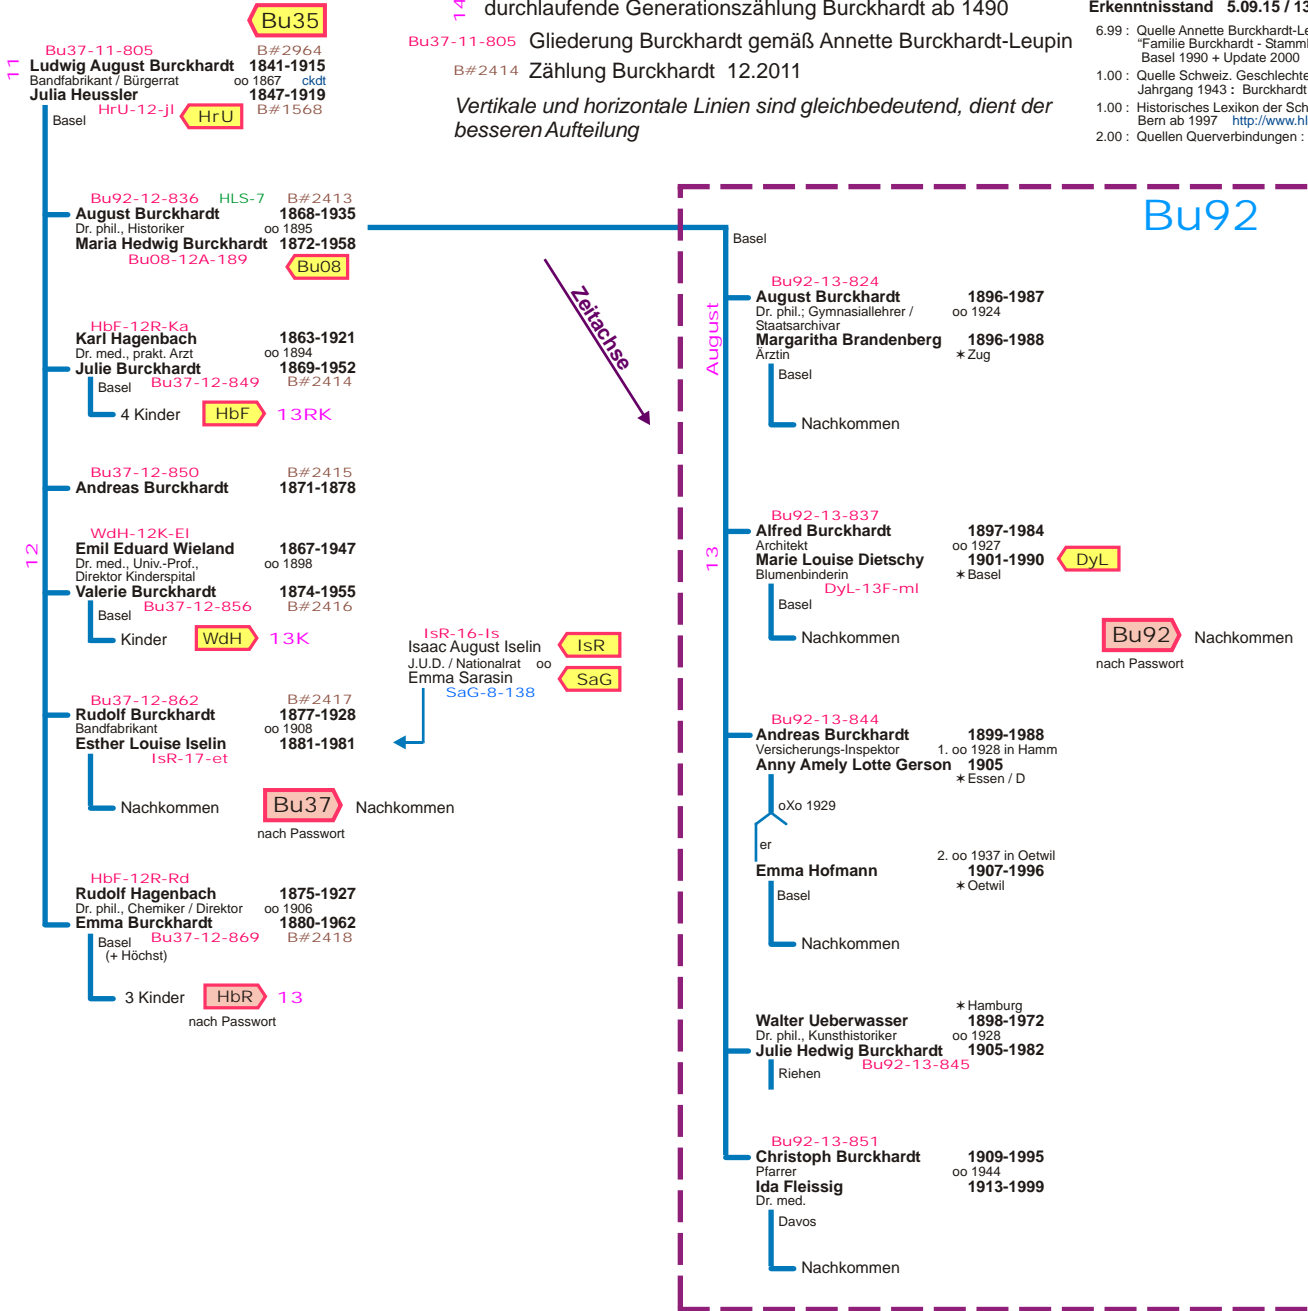 Bu35
11
Bu37-11-805 B#2964
Ludwig August Burckhardt 1841-1915
Bandfabrikant / Bürgerrat oo 1867 ckdt
Julia Heussler 1847-1919
Basel HrU-12-jl HrU B#1568
14
durchlaufende Generationszählung Burckhardt ab 1490
Bu37-11-805 Gliederung Burckhardt gemäß Annette Burckhardt-Leupin
B#2414 Zählung Burckhardt 12.2011
Vertikale und horizontale Linien sind gleichbedeutend, dient der
besseren Aufteilung
Erkenntnisstand 5.09.15 / 13
6.99 : Quelle Annette Burckhardt-Le
"Familie Burckhardt - Stamml
Basel 1990 + Update 2000
1.00 : Quelle Schweiz. Geschlechte
Jahrgang 1943 : Burckhardt
1.00 : Historisches Lexikon der Sch
Bern ab 1997 http://www.hl
2.00 : Quellen Querverbindungen :
12
Bu92-12-836 HLS-7 B#2413
August Burckhardt 1868-1935
Dr. phil., Historiker oo 1895
Maria Hedwig Burckhardt 1872-1958
Bu08-12A-189 Bu08
HbF-12R-Ka
Karl Hagenbach 1863-1921
Dr. med., prakt. Arzt oo 1894
Julie Burckhardt 1869-1952
Basel Bu37-12-849 B#2414
4 Kinder HbF 13RK
Bu37-12-850 B#2415
Andreas Burckhardt 1871-1878
WdH-12K-El
Emil Eduard Wieland 1867-1947
Dr. med., Univ.-Prof., oo 1898
Direktor Kinderspital
Valerie Burckhardt 1874-1955
Basel Bu37-12-856 B#2416
Kinder WdH 13K
Bu37-12-862 B#2417
Rudolf Burckhardt 1877-1928
Bandfabrikant oo 1908
Esther Louise Iselin 1881-1981
IsR-17-et
Nachkommen Bu37 Nachkommen
nach Passwort
HbF-12R-Rd
Rudolf Hagenbach 1875-1927
Dr. phil., Chemiker / Direktor oo 1906
Emma Burckhardt 1880-1962
Basel Bu37-12-869 B#2418
(+ Höchst)
3 Kinder HbR 13
nach Passwort
IsR-16-Is
Isaac August Iselin IsR
J.U.D. / Nationalrat oo
Emma Sarasin SaG
SaG-8-138
Zeitachse
Bu92
Basel
August
13
Bu92-13-824
August Burckhardt 1896-1987
Dr. phil.; Gymnasiallehrer / oo 1924
Staatsarchivar
Margaritha Brandenberg 1896-1988
Ärztin ∗Zug
Basel
Nachkommen
Bu92-13-837
Alfred Burckhardt 1897-1984
Architekt oo 1927
Marie Louise Dietschy 1901-1990 DyL
Blumenbinderin ∗Basel
DyL-13F-ml
Basel
Nachkommen
Bu92 Nachkommen
nach Passwort
Bu92-13-844
Andreas Burckhardt 1899-1988
Versicherungs-Inspektor 1. oo 1928 in Hamm
Anny Amely Lotte Gerson 1905
∗Essen / D
oXo 1929
er
2. oo 1937 in Oetwil
Emma Hofmann 1907-1996
∗Oetwil
Basel
Nachkommen
∗Hamburg
Walter Ueberwasser 1898-1972
Dr. phil., Kunsthistoriker oo 1928
Julie Hedwig Burckhardt 1905-1982
Bu92-13-845
Riehen
Bu92-13-851
Christoph Burckhardt 1909-1995
Pfarrer oo 1944
Ida Fleissig 1913-1999
Dr. med.
Davos
Nachkommen